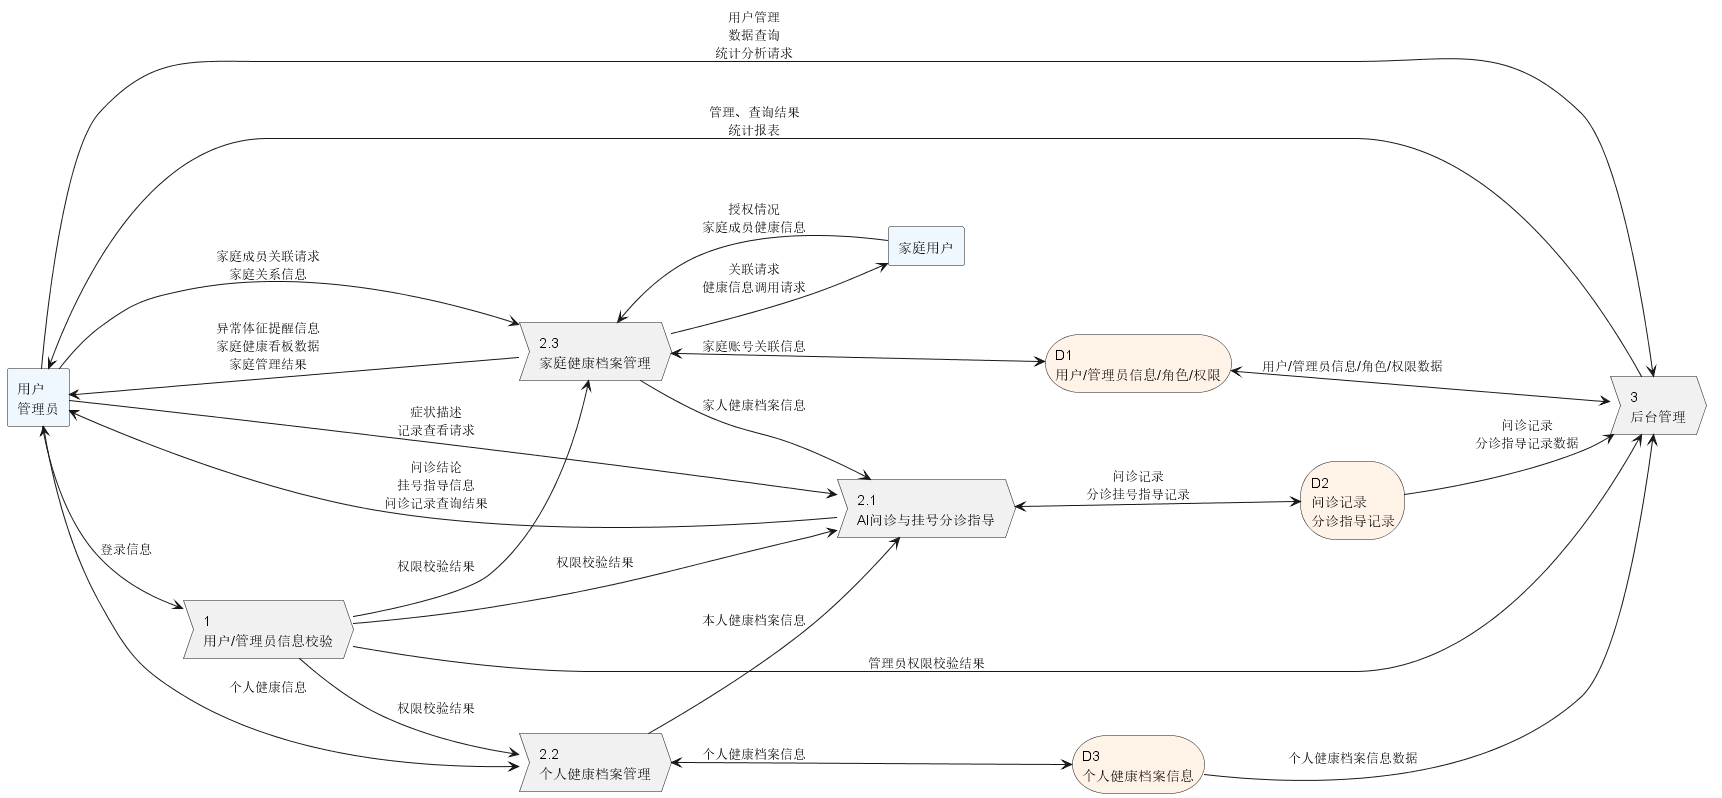 用户管理
数据查询
统计分析请求
管理、查询结果
统计报表
授权情况
家庭成员健康信息
家庭用户
关联请求
健康信息调用请求
家庭成员关联请求
家庭关系信息
异常体征提醒信息
家庭健康看板数据
家庭管理结果
2.3
家庭健康档案管理
家庭账号关联信息
D1
用户/管理员信息/角色/权限
用户/管理员信息/角色/权限数据
3
后台管理
用户
管理员
症状描述
记录查看请求
家人健康档案信息
问诊结论
挂号指导信息
问诊记录查询结果
2.1
AI问诊与挂号分诊指导
问诊记录
分诊挂号指导记录
D2
问诊记录
分诊指导记录
问诊记录
分诊指导记录数据
登录信息
权限校验结果
权限校验结果
1
用户/管理员信息校验
本人健康档案信息
管理员权限校验结果
个人健康信息
权限校验结果
2.2
个人健康档案管理
个人健康档案信息
D3
个人健康档案信息
个人健康档案信息数据